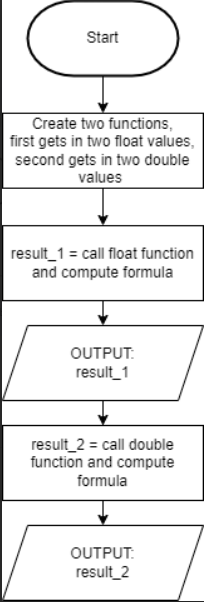 Start
Create two functions,
first gets in two float values,
second gets in two double
values
result_1 = call float function
and compute formula
OUTPUT:
result_1
result_2 = call double
function and compute
formula
OUTPUT:
result_2